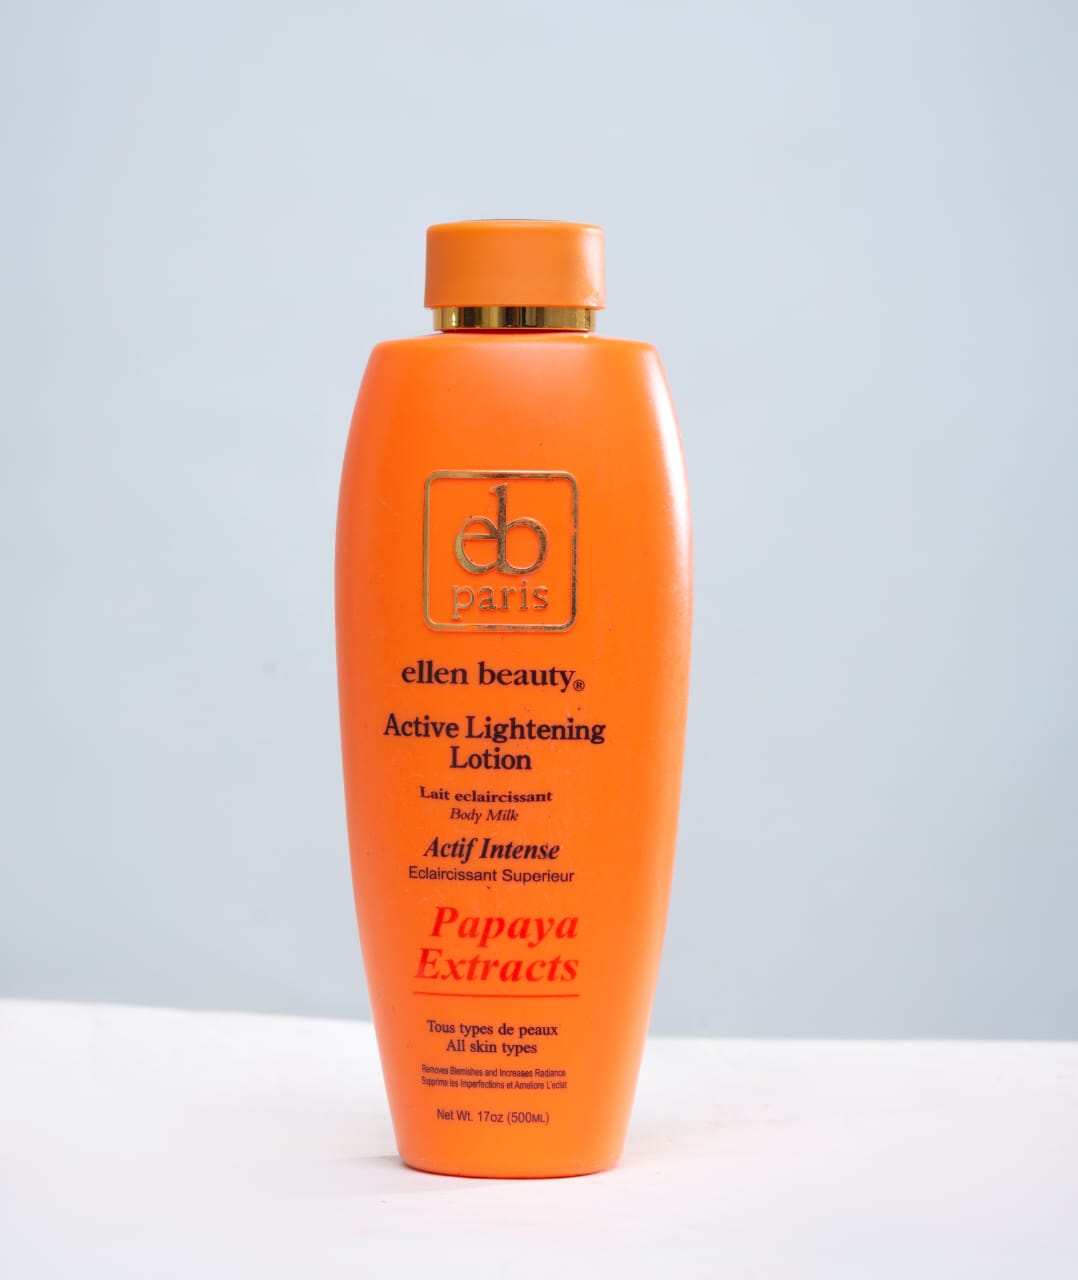 eb
paris
ellen beauty®
Active Lightening
Lotion
Lait eclaircissant
Body Milk
Actif Intense
Eclaircissant Superieur
Papaya
Extracts
Tous types de peaux
All skin types
Removes Blemishes and Increases Radiance
Supprime les Imperfections et Ameliore L'eclat
Net Wt. 17oz (500ML)